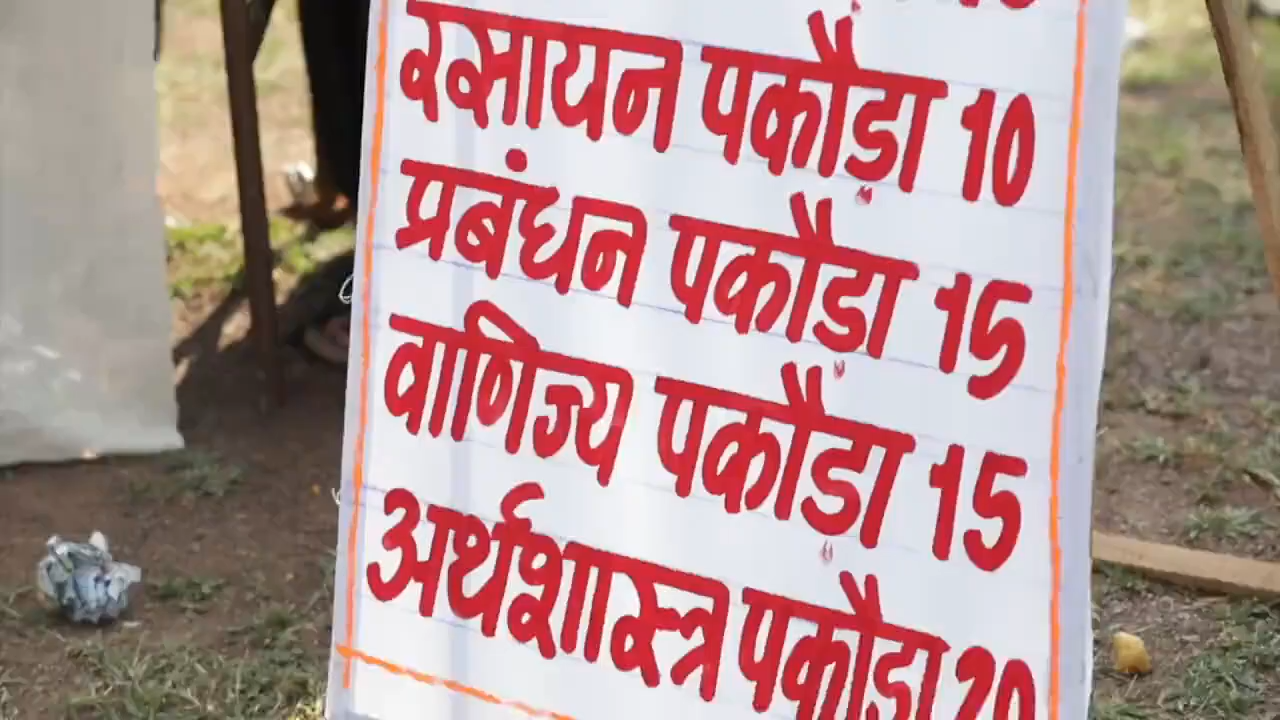 रसायन पकौड़ा 10
प्रबंधन पकौड़ा 15
वाणिज्य पकौड़ा 15
अर्थशास्त्र पकौड़ा 20